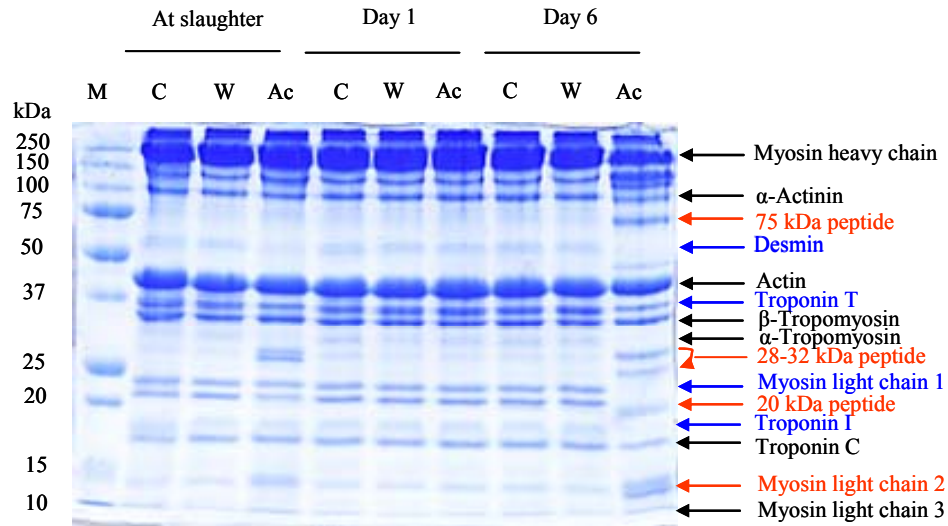 At slaughter Day 1 Day 6
M C W Ac C W Ac C W Ac
kDa
250
150
100
75
50
37
25
20
15
10
Myosin heavy chain
α-Actinin
75 kDa peptide
Desmin
Actin
Troponin T
β-Tropomyosin
α-Tropomyosin
28-32 kDa peptide
Myosin light chain 1
20 kDa peptide
Troponin I
Troponin C
Myosin light chain 2
Myosin light chain 3